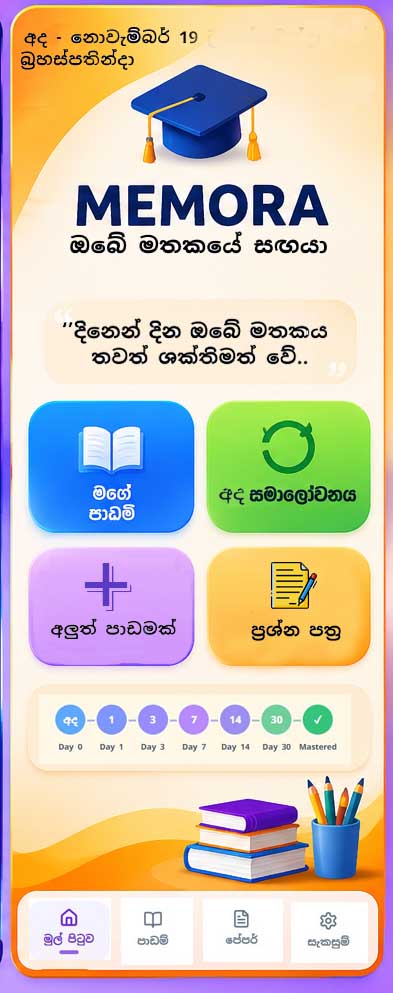 අද - නොවැම්බර් 19
බ්‍රහස්පතින්දා
MEMORA
ඔබේ මතකයේ සඟයා
“දිනෙන් දින ඔබේ මතකය
තවත් ශක්තිමත් වේ..
මගේ
පාඩම්
අද සමාලෝචනය
අලුත් පාඩමක්
ප්‍රශ්න පත්‍ර
අද 1 3 7 14 30 ✓
Day 0 Day 1 Day 3 Day 7 Day 14 Day 30 Mastered
මුල් පිටුව පාඩම් පේපර් සැකසුම්